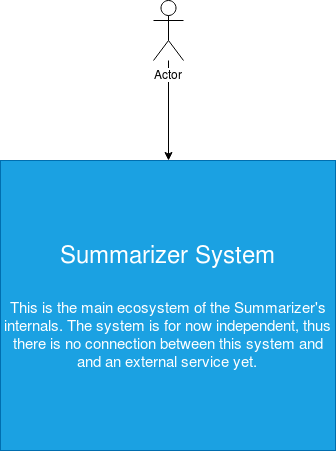 Actor
Summarizer System
This is the main ecosystem of the Summarizer's
internals. The system is for now independent, thus
there is no connection between this system and
and an external service yet.